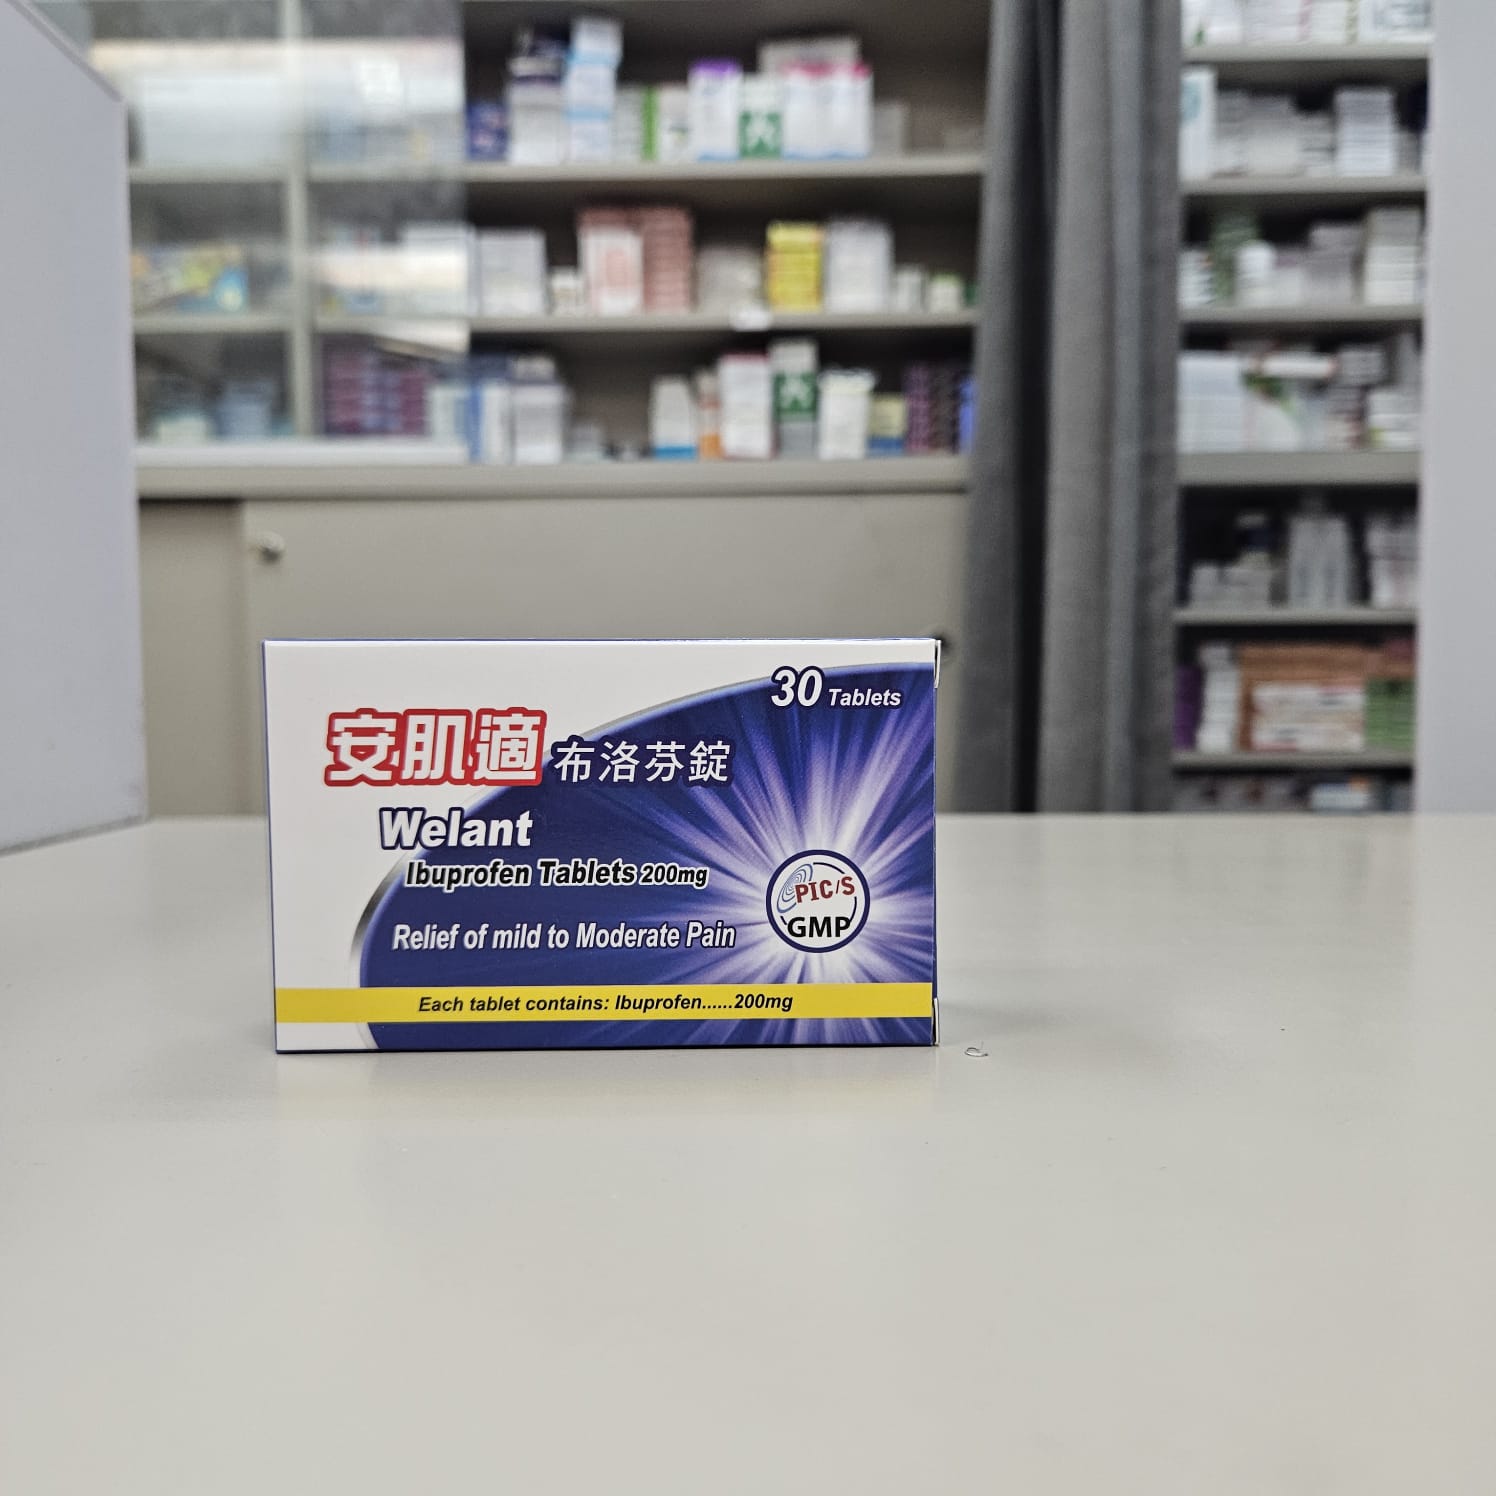 30 Tablets
安肌適 布洛芬錠
Welant
Ibuprofen Tablets 200mg
Relief of mild to Moderate Pain
PIC/S
GMP
Each tablet contains: Ibuprofen......200mg